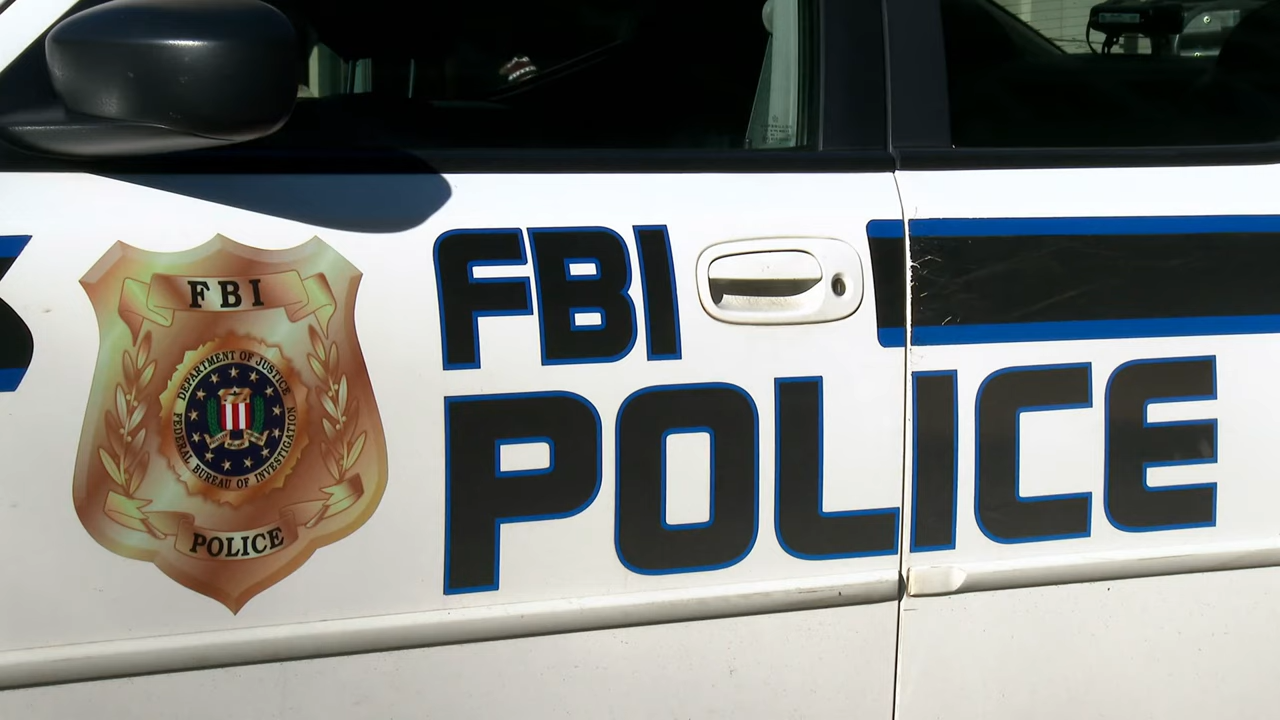 FBI
DEPARTMENT OF JUSTICE
FEDERAL BUREAU OF INVESTIGATION
POLICE
FBI
POLICE